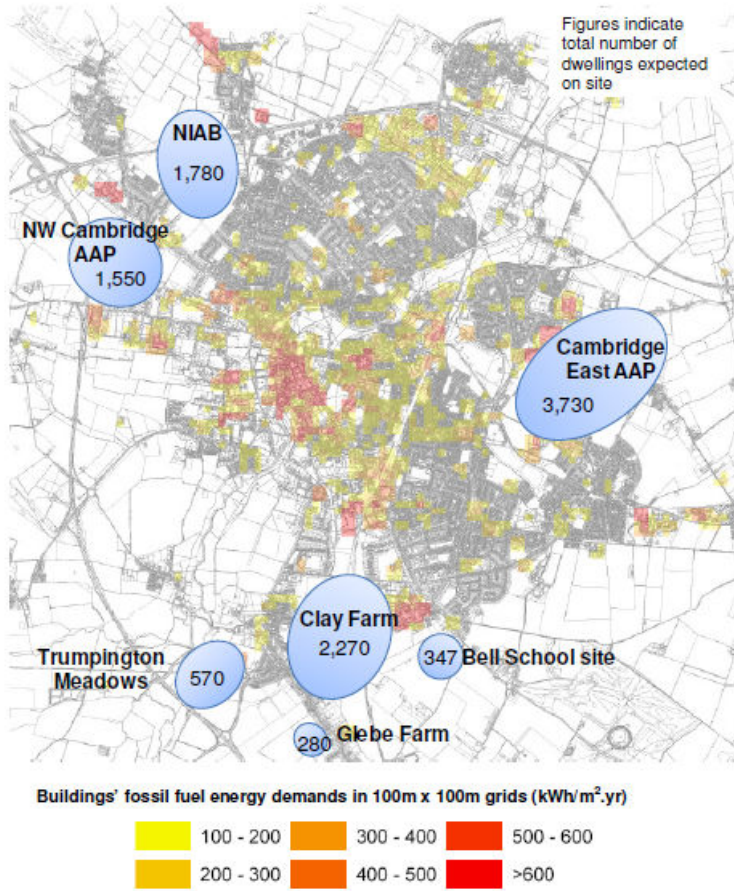 Figures indicate
total number of
dwellings expected
on site
NIAB
1,780
NW Cambridge
AAP
1,550
Cambridge
East AAP
3,730
Clay Farm
2,270
Trumpington
Meadows
570
347 Bell School site
280 Glebe Farm
Buildings' fossil fuel energy demands in 100m x 100m grids (kWh/m².yr)
100 - 200 300 - 400 500 - 600
200 - 300 400 - 500 >600